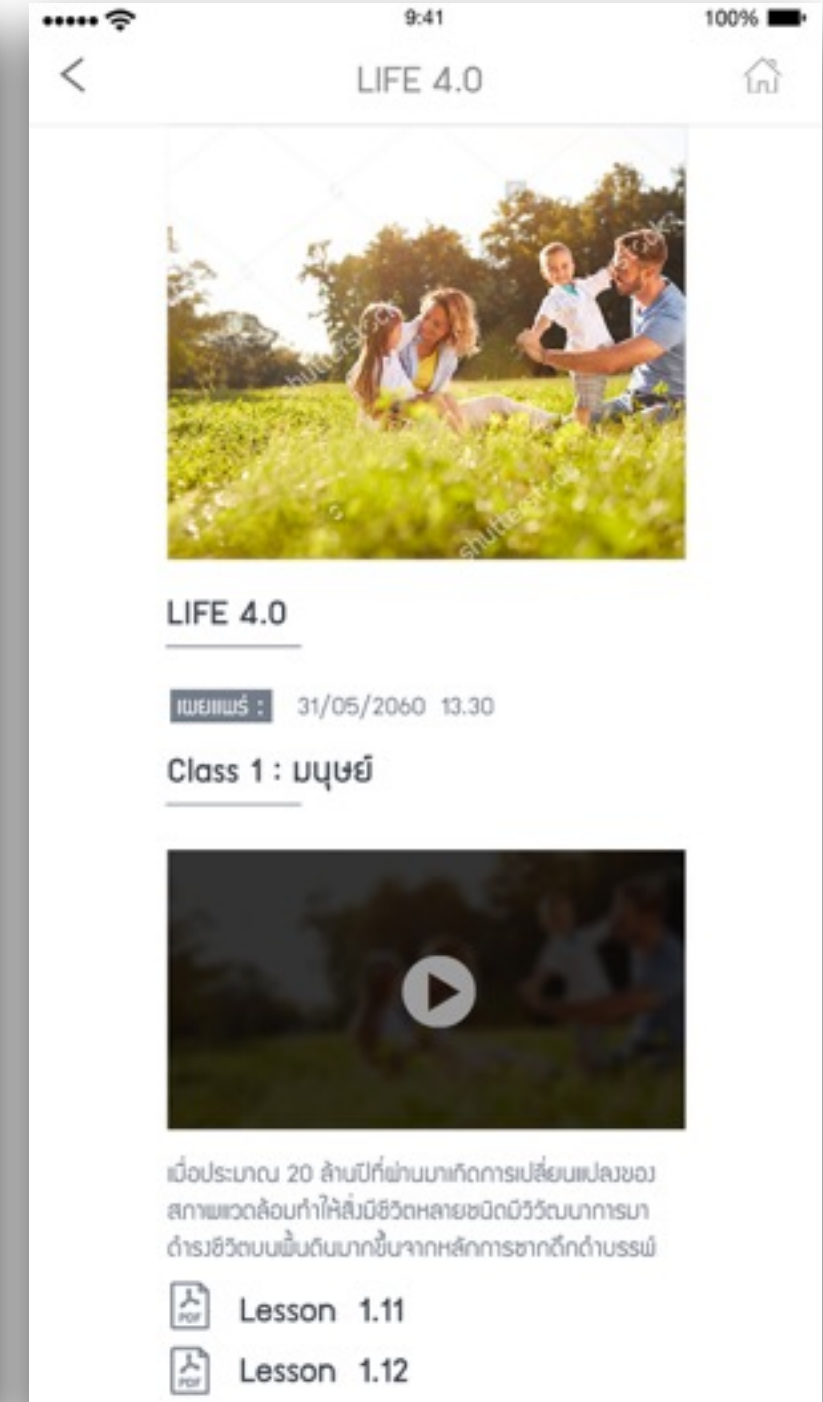 9:41
100%
LIFE 4.0
shutterstock
shutterstock
LIFE 4.0
เผยแพร่ : 31/05/2060 13.30
Class 1 : มนุษย์
เมื่อประมาณ 20 ล้านปีที่ผ่านมาเกิดการเปลี่ยนแปลงของ
สภาพแวดล้อมทำให้สิ่งมีชีวิตหลายชนิดมีวิวัฒนาการมา
ดำรงชีวิตบนพื้นดินมากขึ้นจากหลักการซากดึกดำบรรพ์
PDF Lesson 1.11
PDF Lesson 1.12